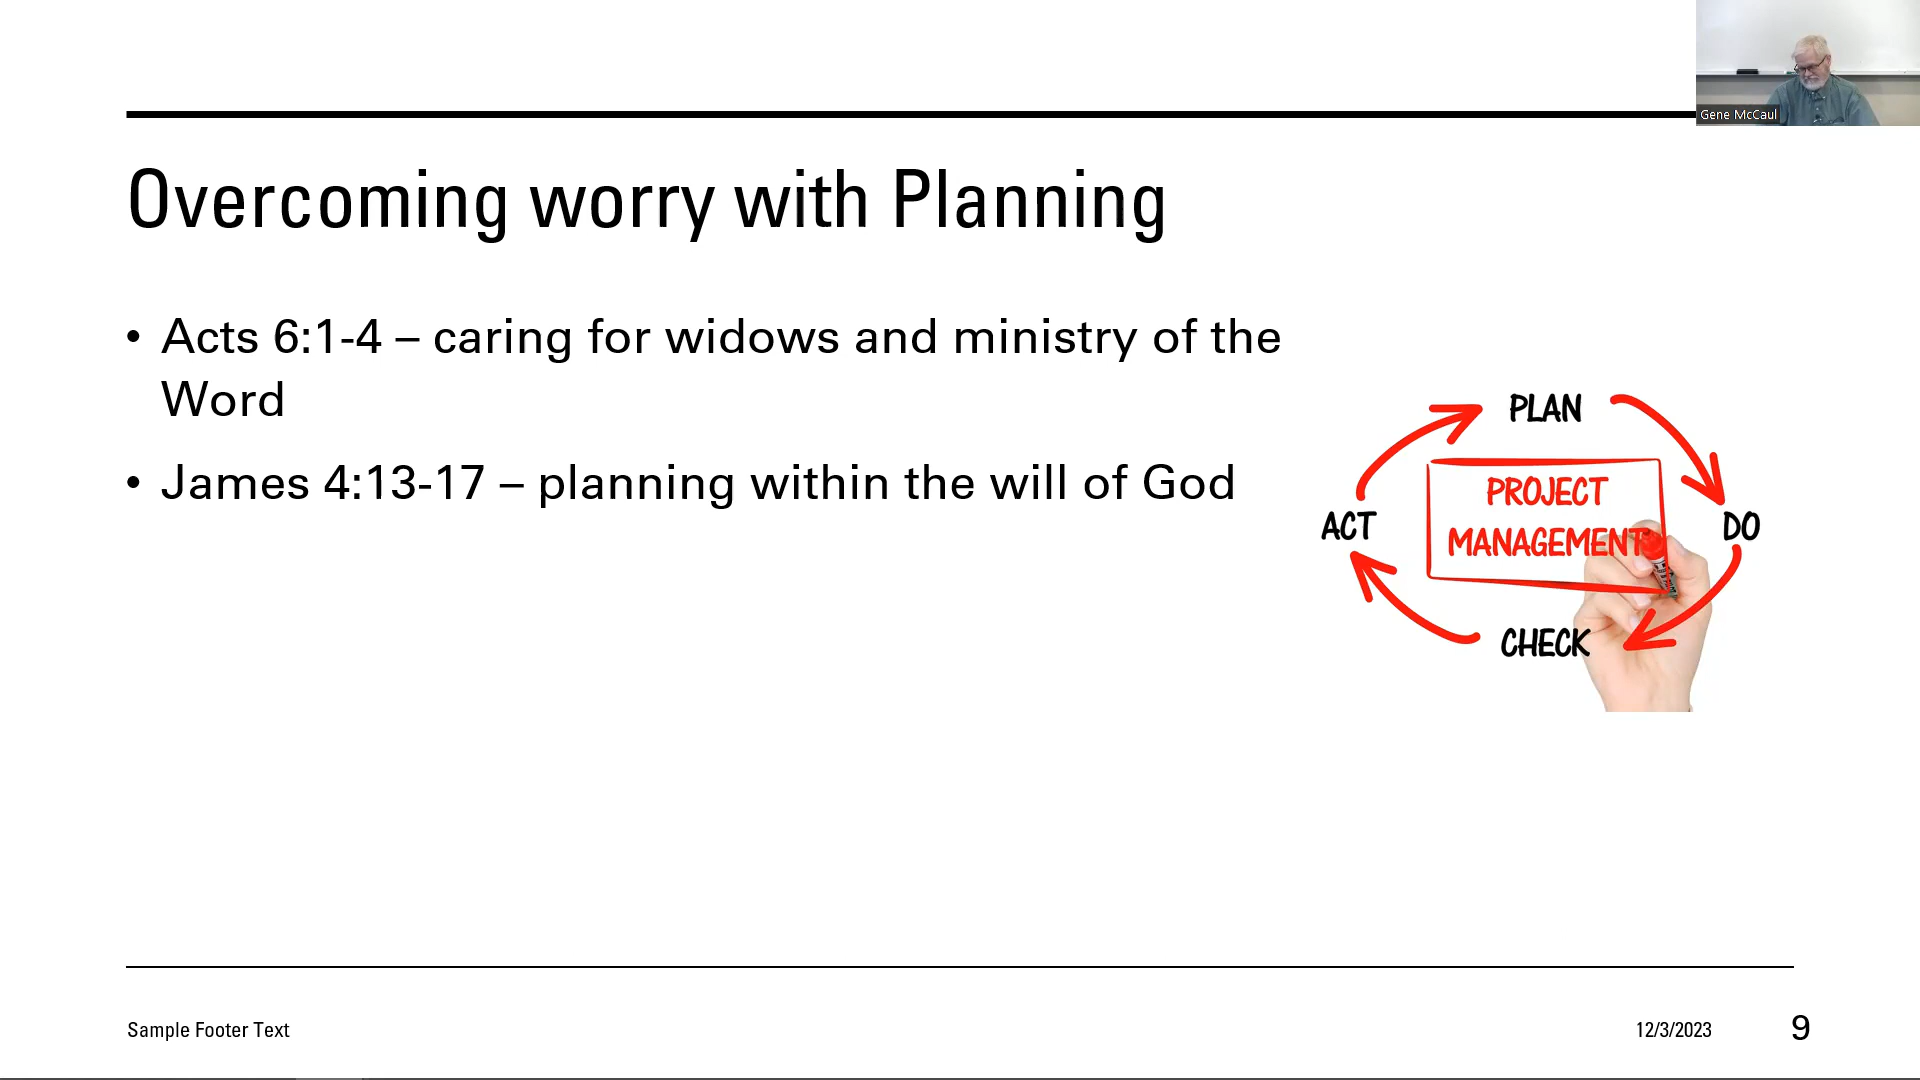 Gene McCaul
Overcoming worry with Planning
• Acts 6:1-4 – caring for widows and ministry of the
Word
• James 4:13-17 – planning within the will of God
PLAN
PROJECT
MANAGEMENT
ACT
DO
CHECK
Sample Footer Text
12/3/2023
9